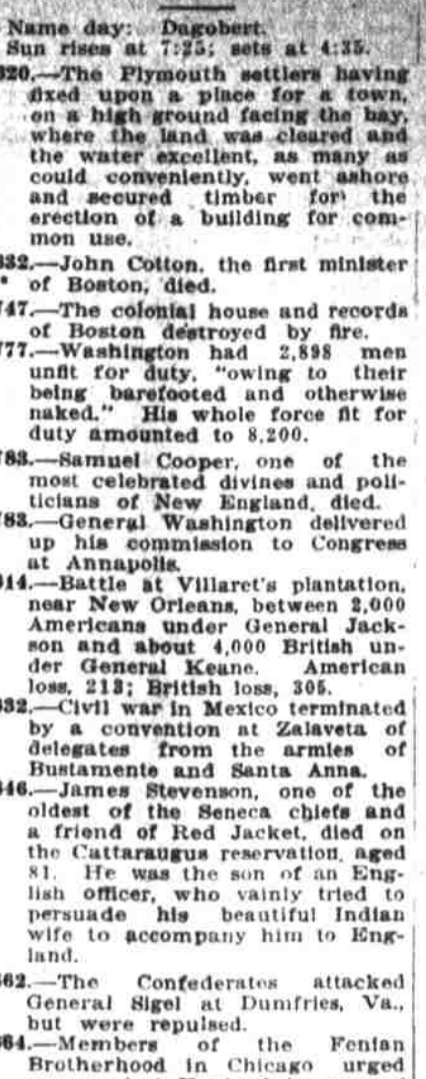 Name day: Dagobert.
Sun rises at 7:25; sets at 4:35.
620.—The Plymouth settlers having
fixed upon a place for a town,
on a high ground facing the bay,
where the land was cleared and
the water excellent, as many as
could conveniently, went ashore
and secured timber for the
erection of a building for com-
mon use.
632.—John Cotton, the first minister
of Boston, died.
747.—The colonial house and records
of Boston destroyed by fire.
777.—Washington had 2,898 men
unfit for duty, "owing to their
being barefooted and otherwise
naked." His whole force fit for
duty amounted to 8,200.
783.—Samuel Cooper, one of the
most celebrated divines and poli-
ticians of New England, died.
783.—General Washington delivered
up his commission to Congress
at Annapolis.
814.—Battle at Villaret's plantation,
near New Orleans, between 2,000
Americans under General Jack-
son and about 4,000 British un-
der General Keane. American
loss, 213; British loss, 305.
832.—Civil war in Mexico terminated
by a convention at Zalaveta of
delegates from the armies of
Bustamente and Santa Anna.
846.—James Stevenson, one of the
oldest of the Seneca chiefs and
a friend of Red Jacket, died on
the Cattaraugus reservation, aged
81. He was the son of an Eng-
lish officer, who vainly tried to
persuade his beautiful Indian
wife to accompany him to Eng-
land.
862.—The Confederates attacked
General Sigel at Dumfries, Va.,
but were repulsed.
864.—Members of the Fenian
Brotherhood in Chicago urged